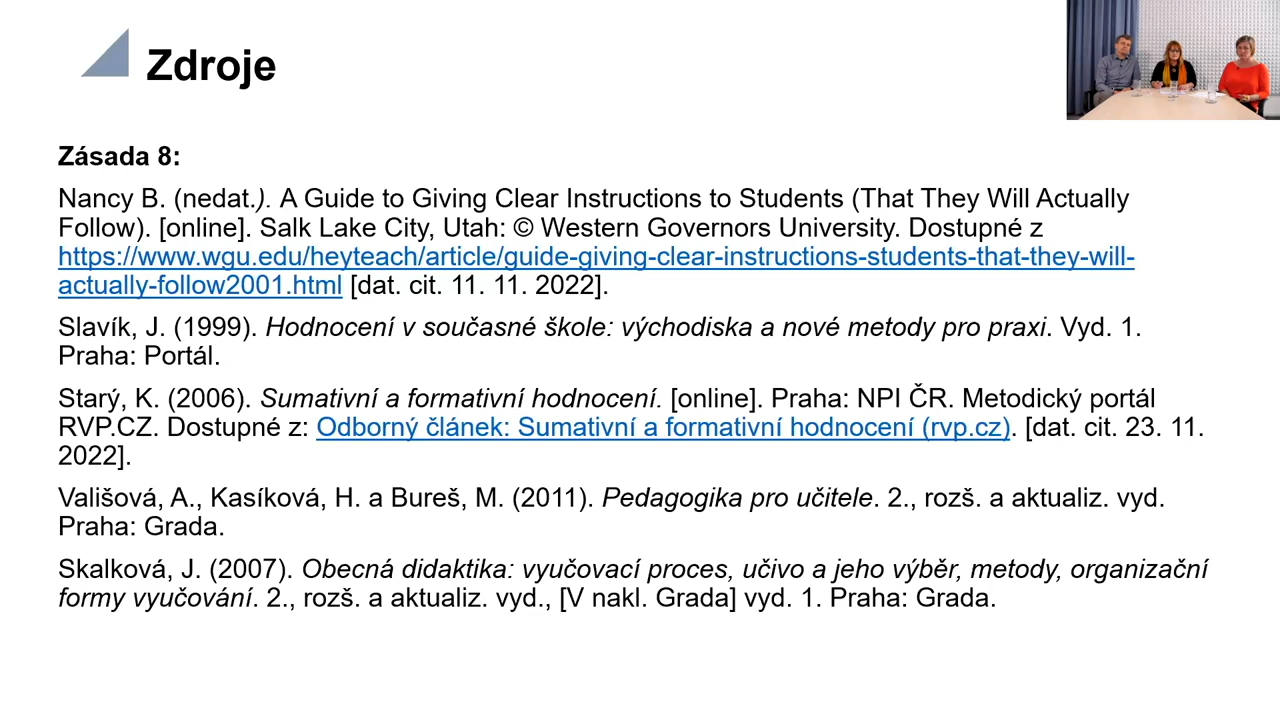 Zdroje
Zásada 8:
Nancy B. (nedat.). A Guide to Giving Clear Instructions to Students (That They Will Actually
Follow). [online]. Salk Lake City, Utah: © Western Governors University. Dostupné z
https://www.wgu.edu/heyteach/article/guide-giving-clear-instructions-students-that-they-will-
actually-follow2001.html [dat. cit. 11. 11. 2022].
Slavík, J. (1999). Hodnocení v současné škole: východiska a nové metody pro praxi. Vyd. 1.
Praha: Portál.
Starý, K. (2006). Sumativní a formativní hodnocení. [online]. Praha: NPI ČR. Metodický portál
RVP.CZ. Dostupné z: Odborný článek: Sumativní a formativní hodnocení (rvp.cz). [dat. cit. 23. 11.
2022].
Vališová, A., Kasíková, H. a Bureš, M. (2011). Pedagogika pro učitele. 2., rozš. a aktualiz. vyd.
Praha: Grada.
Skalková, J. (2007). Obecná didaktika: vyučovací proces, učivo a jeho výběr, metody, organizační
formy vyučování. 2., rozš. a aktualiz. vyd., [V nakl. Grada] vyd. 1. Praha: Grada.